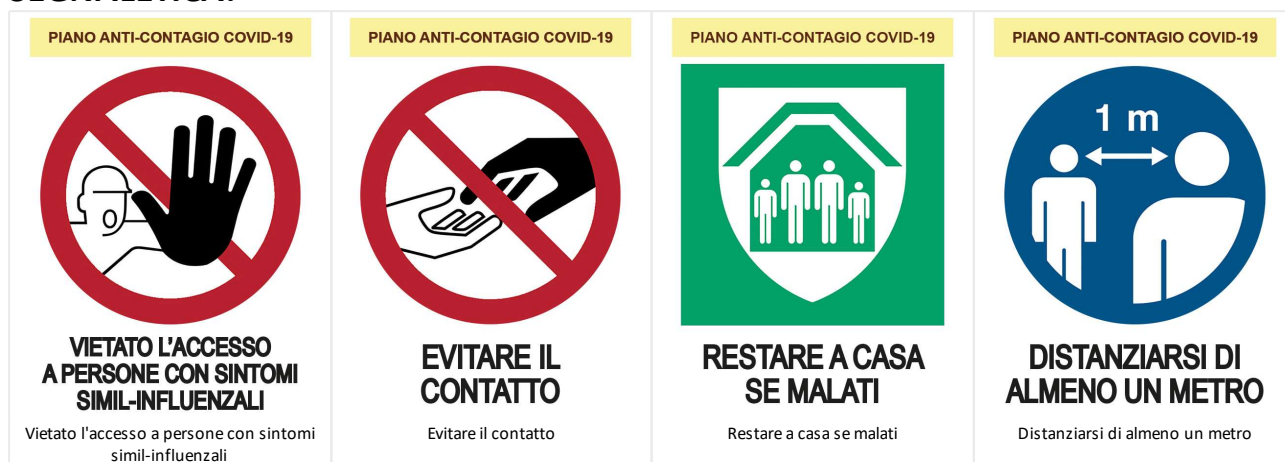 PIANO ANTI-CONTAGIO COVID-19
VIETATO L'ACCESSO
A PERSONE CON SINTOMI
SIMIL-INFLUENZALI
Vietato l'accesso a persone con sintomi
simil-influenzali
PIANO ANTI-CONTAGIO COVID-19
EVITARE IL
CONTATTO
Evitare il contatto
PIANO ANTI-CONTAGIO COVID-19
RESTARE A CASA
SE MALATI
Restare a casa se malati
PIANO ANTI-CONTAGIO COVID-19
1 m
DISTANZIARSI DI
ALMENO UN METRO
Distanziarsi di almeno un metro